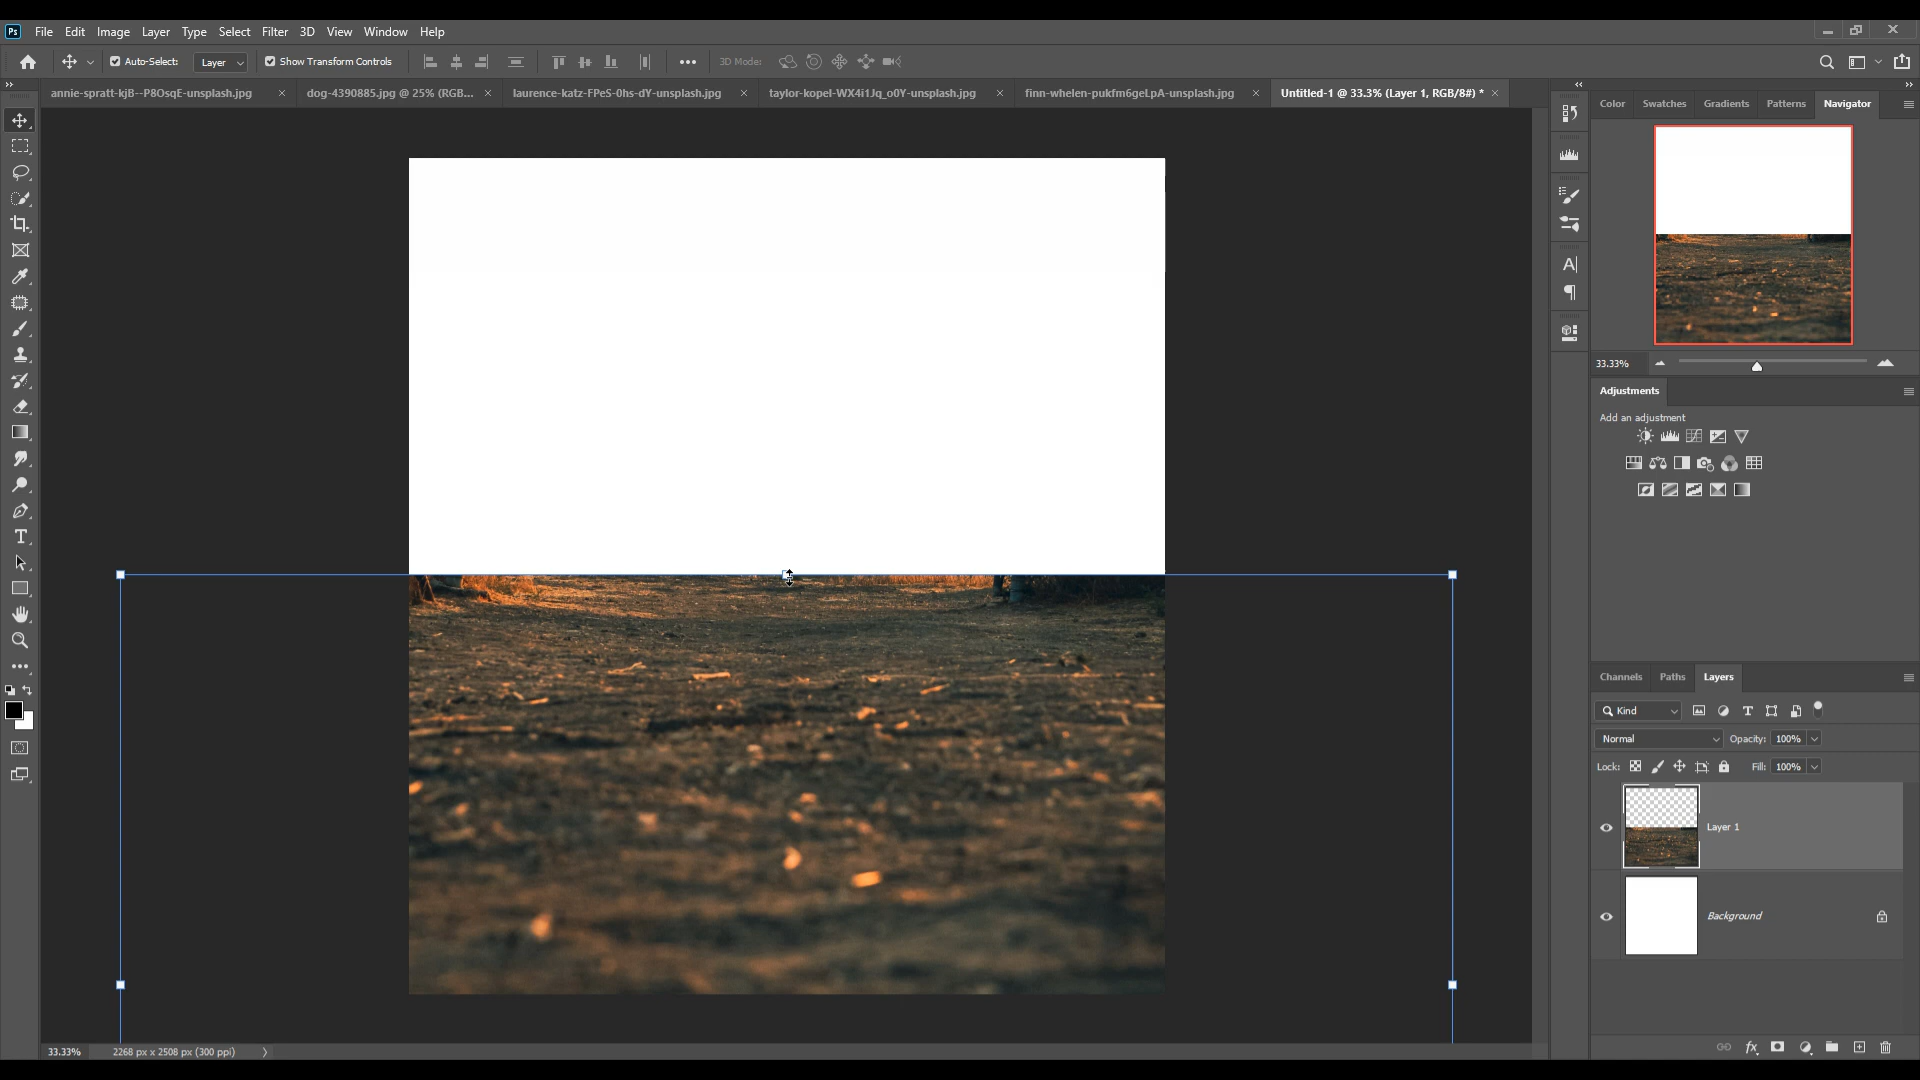 Ps File Edit Image Layer Type Select Filter 3D View Window Help
Auto-Select: Layer Show Transform Controls 3D Mode:
annie-spratt-kjB--P8OsqE-unsplash.jpg dog-4390885.jpg @ 25% (RGB... laurence-katz-FPeS-0hs-dY-unsplash.jpg taylor-kopel-WX4i1Jq_o0Y-unsplash.jpg finn-whelen-pukfm6geLpA-unsplash.jpg Untitled-1 @ 33.3% (Layer 1, RGB/8#) *
Color Swatches Gradients Patterns Navigator
33.33%
Adjustments
Add an adjustment
Channels Paths Layers
Kind
Normal Opacity: 100%
Lock: Fill: 100%
Layer 1
Background
33.33% 2268 px x 2508 px (300 ppi)